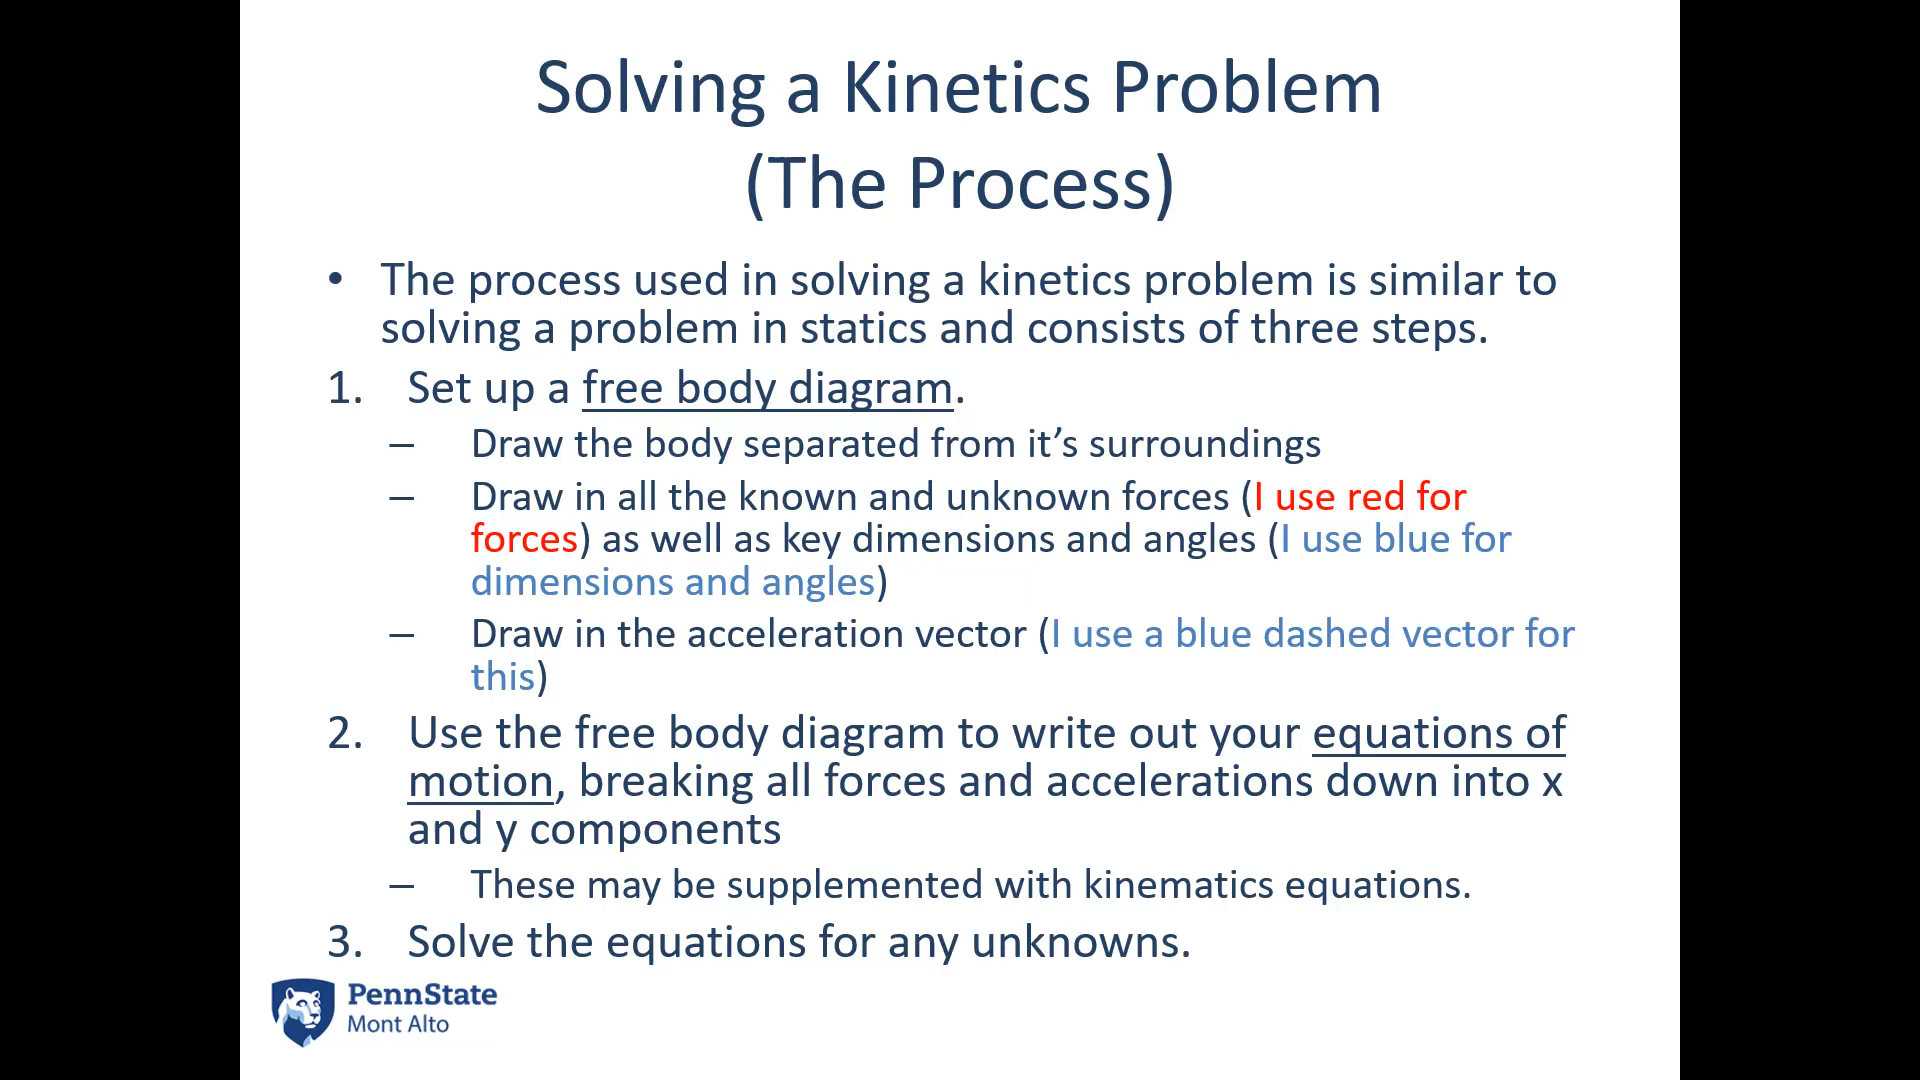 Solving a Kinetics Problem
(The Process)
• The process used in solving a kinetics problem is similar to
solving a problem in statics and consists of three steps.
1. Set up a free body diagram.
– Draw the body separated from it’s surroundings
– Draw in all the known and unknown forces (I use red for
forces) as well as key dimensions and angles (I use blue for
dimensions and angles)
– Draw in the acceleration vector (I use a blue dashed vector for
this)
2. Use the free body diagram to write out your equations of
motion, breaking all forces and accelerations down into x
and y components
– These may be supplemented with kinematics equations.
3. Solve the equations for any unknowns.
PennState
Mont Alto